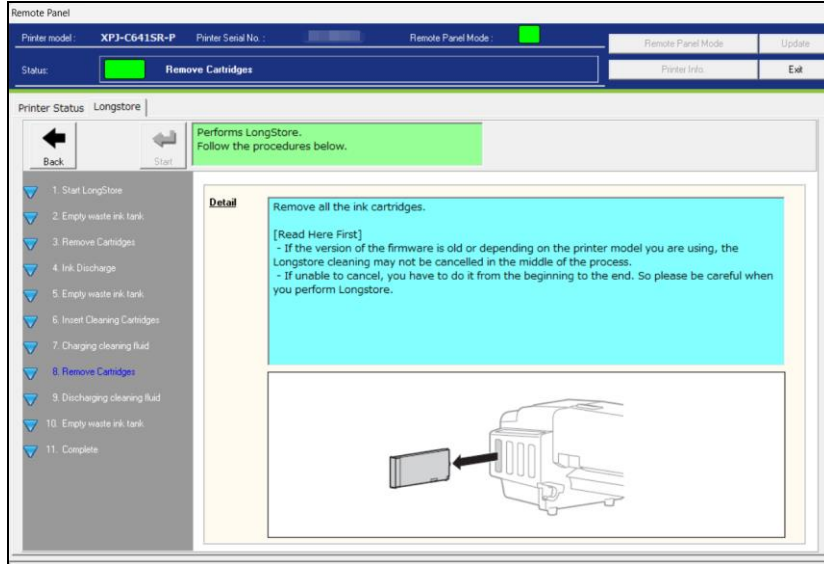 Remote Panel
Printer model : XPJ-C641SR-P Printer Serial No. : Remote Panel Mode :
Remote Panel Mode Update
Status: Remove Cartridges
Printer Info. Exit
Printer Status Longstore
Back
Start
Performs LongStore.
Follow the procedures below.
1. Start LongStore
2. Empty waste ink tank
3. Remove Cartridges
4. Ink Discharge
5. Empty waste ink tank
6. Insert Cleaning Cartridges
7. Charging cleaning fluid
8. Remove Cartridges
9. Discharging cleaning fluid
10. Empty waste ink tank
11. Complete
Detail
Remove all the ink cartridges.
[Read Here First]
- If the version of the firmware is old or depending on the printer model you are using, the
Longstore cleaning may not be cancelled in the middle of the process.
- If unable to cancel, you have to do it from the beginning to the end. So please be careful when
you perform Longstore.